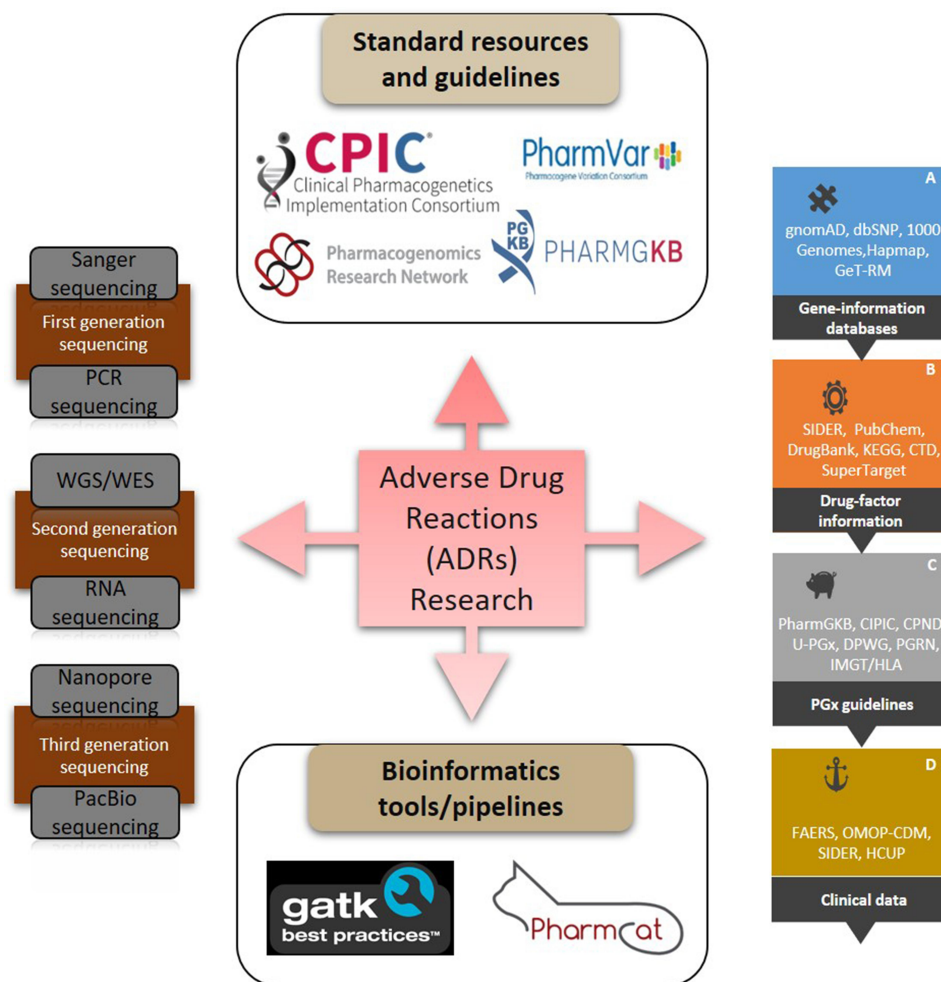 Standard resources
and guidelines
CPIC®
Clinical Pharmacogenetics
Implementation Consortium
PharmVar
Pharmacogene Variation Consortium
Pharmacogenomics
Research Network
PG
KB
PHARMGKB
Sanger
sequencing
First generation
sequencing
PCR
sequencing
WGS/WES
Second generation
sequencing
RNA
sequencing
Nanopore
sequencing
Third generation
sequencing
PacBio
sequencing
Adverse Drug
Reactions
(ADRs)
Research
A
gnomAD, dbSNP, 1000
Genomes,Hapmap,
GeT-RM
Gene-information
databases
B
SIDER, PubChem,
DrugBank, KEGG, CTD,
SuperTarget
Drug-factor
information
C
PharmGKB, CIPIC, CPND
U-PGx, DPWG, PGRN,
IMGT/HLA
PGx guidelines
D
FAERS, OMOP-CDM,
SIDER, HCUP
Clinical data
Bioinformatics
tools/pipelines
gatk
best practices™
Pharmcat